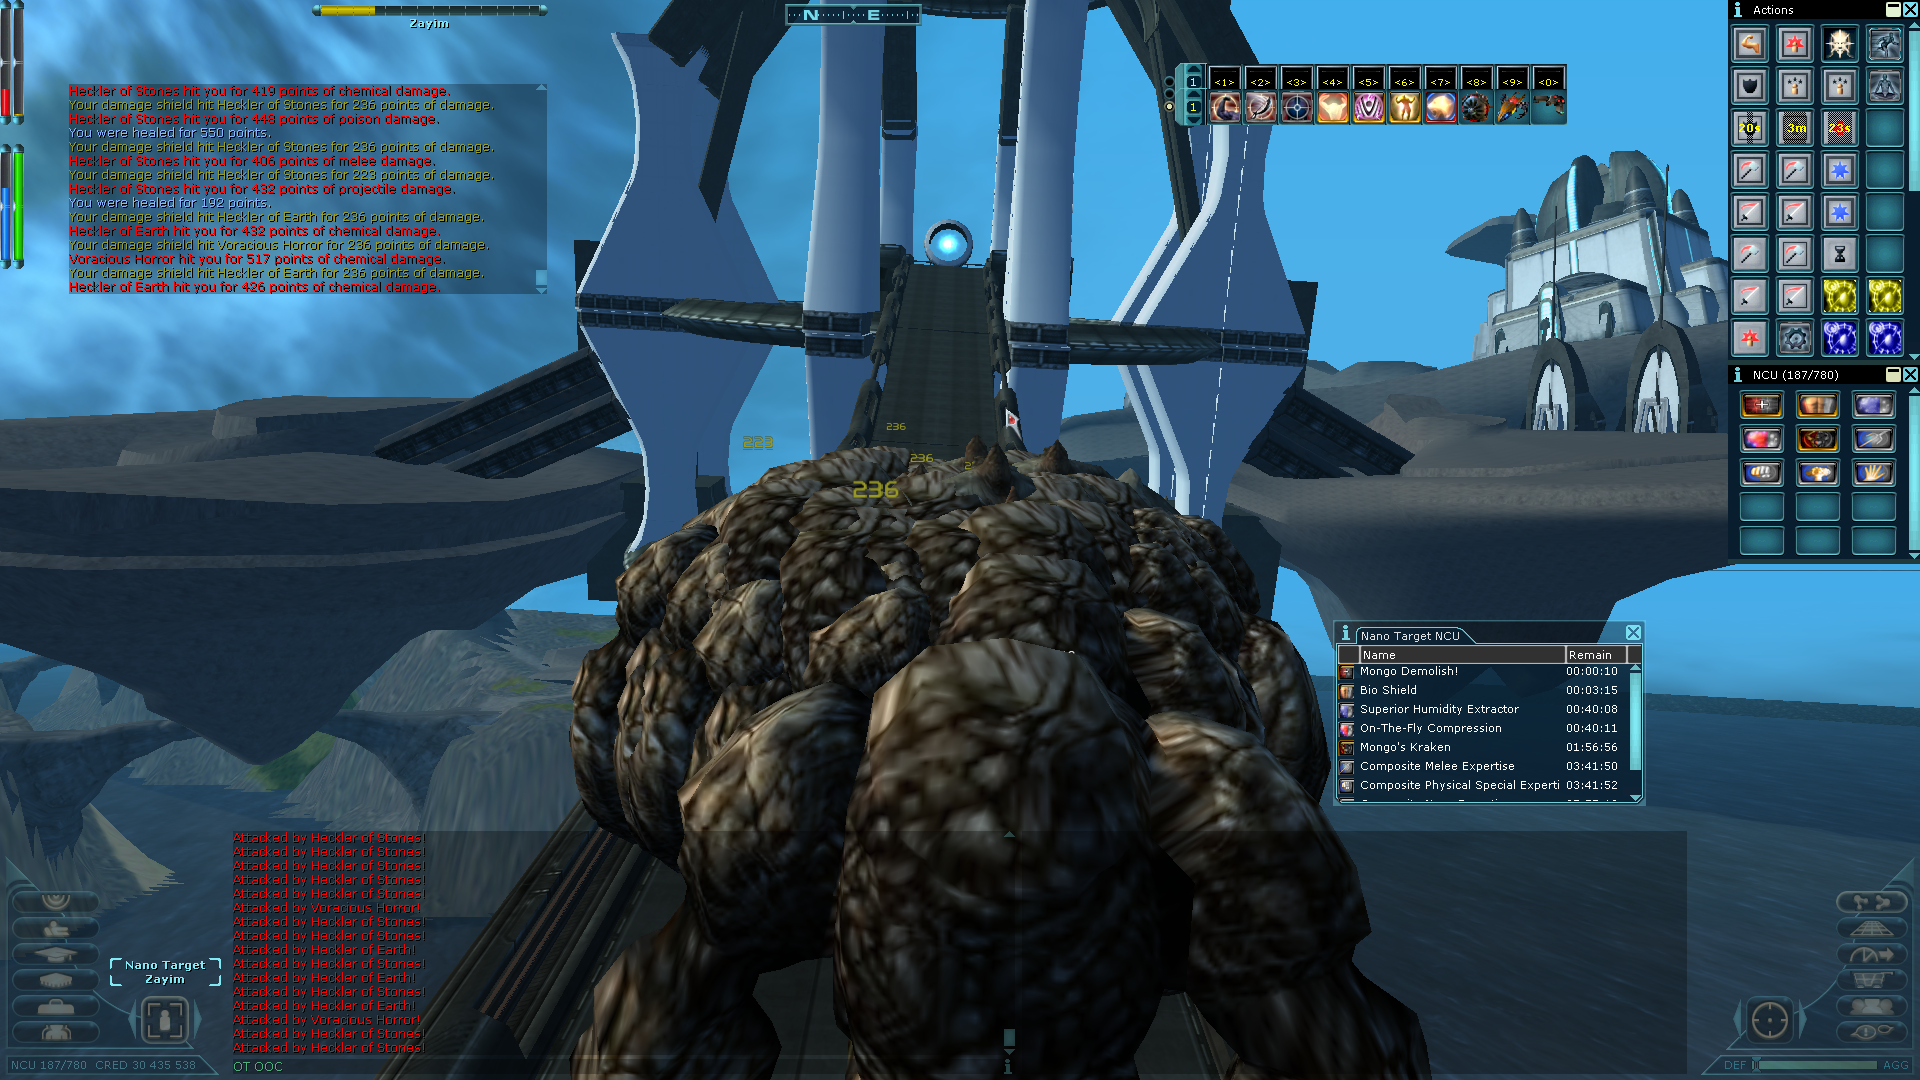 Zayim
N E
Heckler of Stones hit you for 419 points of chemical damage.
Your damage shield hit Heckler of Stones for 236 points of damage.
Heckler of Stones hit you for 448 points of poison damage.
You were healed for 550 points.
Your damage shield hit Heckler of Stones for 236 points of damage.
Heckler of Stones hit you for 406 points of melee damage.
Your damage shield hit Heckler of Stones for 223 points of damage.
Heckler of Stones hit you for 432 points of projectile damage.
You were healed for 192 points.
Your damage shield hit Heckler of Earth for 236 points of damage.
Heckler of Earth hit you for 432 points of chemical damage.
Your damage shield hit Voracious Horror for 236 points of damage.
Voracious Horror hit you for 517 points of chemical damage.
Your damage shield hit Heckler of Earth for 236 points of damage.
Heckler of Earth hit you for 426 points of chemical damage.
1 <1> <2> <3> <4> <5> <6> <7> <8> <9> <0>
1
Actions
20s 3m 23s
NCU (187/780)
236
223
236
236
Nano Target NCU
Name Remain
Mongo Demolish! 00:00:10
Bio Shield 00:03:15
Superior Humidity Extractor 00:40:08
On-The-Fly Compression 00:40:11
Mongo's Kraken 01:56:56
Composite Melee Expertise 03:41:50
Composite Physical Special Experti 03:41:52
Attacked by Heckler of Stones!
Attacked by Heckler of Stones!
Attacked by Heckler of Stones!
Attacked by Heckler of Stones!
Attacked by Heckler of Stones!
Attacked by Voracious Horror!
Attacked by Heckler of Stones!
Attacked by Heckler of Stones!
Attacked by Heckler of Earth!
Attacked by Heckler of Stones!
Attacked by Heckler of Earth!
Attacked by Heckler of Stones!
Attacked by Heckler of Earth!
Attacked by Voracious Horror!
Attacked by Heckler of Stones!
Attacked by Heckler of Stones!
Nano Target
Zayim
NCU 187/780 CRED 30 435 538
OT OOC
DEF AGG